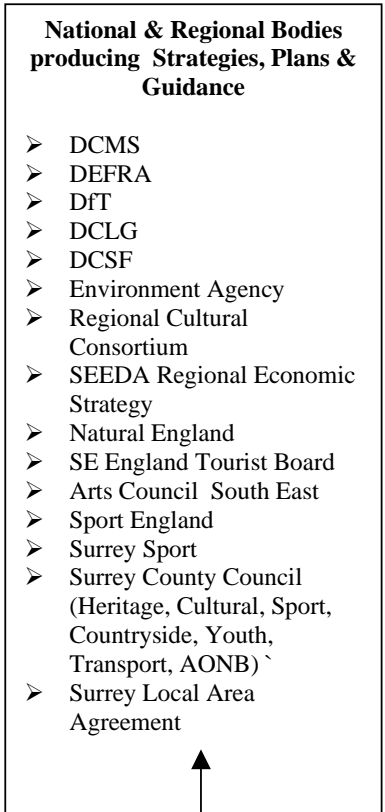 National & Regional Bodies
producing Strategies, Plans &
Guidance
➢ DCMS
➢ DEFRA
➢ DfT
➢ DCLG
➢ DCSF
➢ Environment Agency
➢ Regional Cultural
Consortium
➢ SEEDA Regional Economic
Strategy
➢ Natural England
➢ SE England Tourist Board
➢ Arts Council South East
➢ Sport England
➢ Surrey Sport
➢ Surrey County Council
(Heritage, Cultural, Sport,
Countryside, Youth,
Transport, AONB) `
➢ Surrey Local Area
Agreement